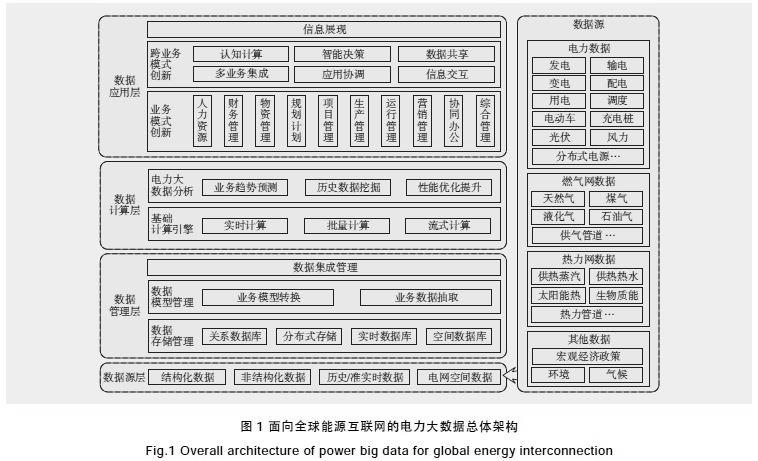 信息展现
数据
应用层
跨业务
模式
创新
认知计算
智能决策
数据共享
多业务集成
应用协调
信息交互
业务
模式
创新
人力资源
财务管理
物资管理
规划计划
项目管理
生产管理
运行管理
营销管理
协同办公
综合管理
数据
计算层
电力大
数据分析
业务趋势预测
历史数据挖掘
性能优化提升
基础
计算引擎
实时计算
批量计算
流式计算
数据
管理层
数据集成管理
数据
模型管理
业务模型转换
业务数据抽取
数据
存储管理
关系数据库
分布式存储
实时数据库
空间数据库
数据源层
结构化数据
非结构化数据
历史/准实时数据
电网空间数据
数据源
电力数据
发电
输电
变电
配电
用电
调度
电动车
充电桩
光伏
风力
分布式电源…
燃气网数据
天然气
煤气
液化气
石油气
供气管道…
热力网数据
供热蒸汽
供热热水
太阳能热
生物质能
热力管道…
其他数据
宏观经济政策
环境
气候
图 1 面向全球能源互联网的电力大数据总体架构
Fig.1 Overall architecture of power big data for global energy interconnection